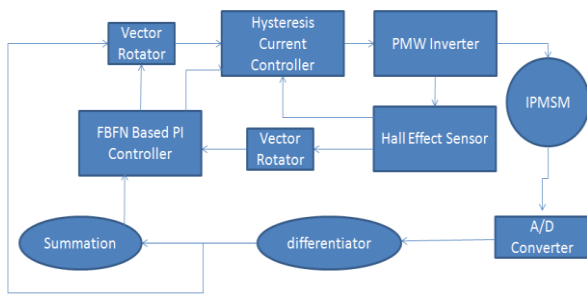 Vector
Rotator
Hysteresis
Current
Controller
PMW Inverter
IPMSM
FBFN Based PI
Controller
Vector
Rotator
Hall Effect Sensor
Summation
differentiator
A/D
Converter